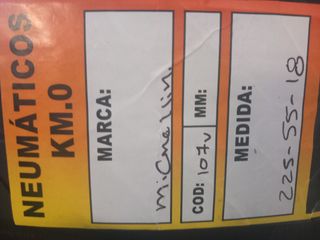 NEUMÁTICOS
KM.0
MARCA:
Michellin.
COD: 107v MM:
MEDIDA:
225-55-18